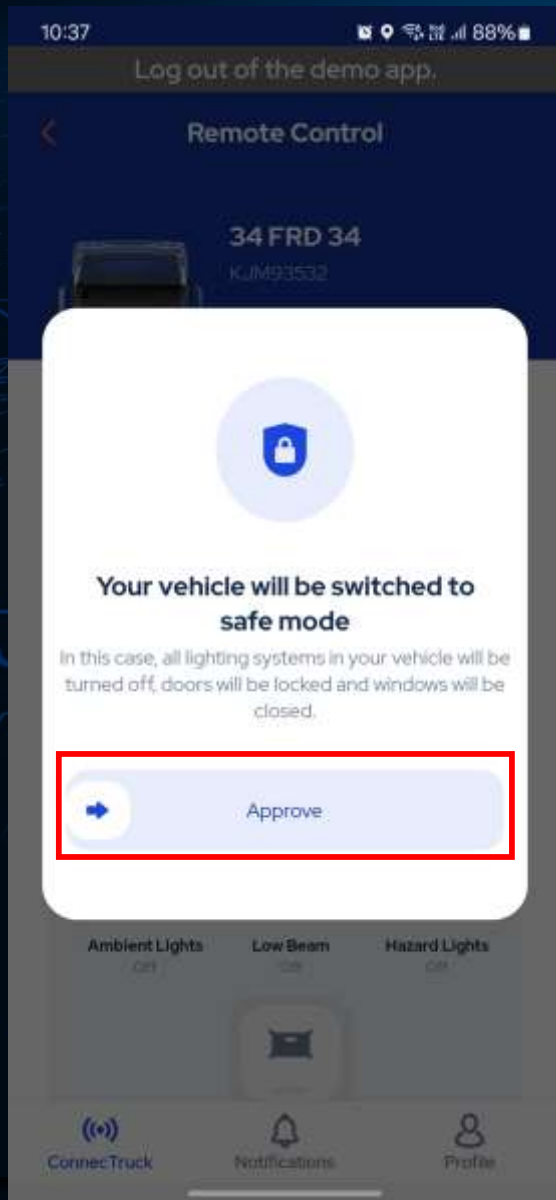 10:37
88%
Log out of the demo app.
Remote Control
34 FRD 34
KJM93532
Your vehicle will be switched to
safe mode
In this case, all lighting systems in your vehicle will be
turned off, doors will be locked and windows will be
closed.
Approve
Ambient Lights Low Beam Hazard Lights
Off Off Off
ConnecTruck Notifications Profile